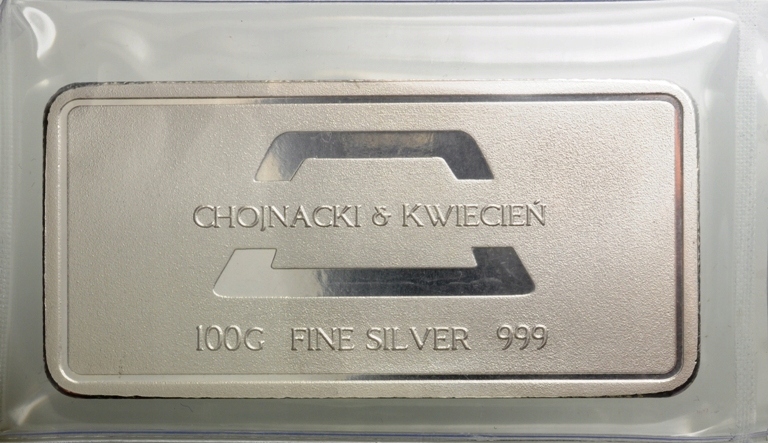 CHOJNACKI & KWIECIEŃ
100G FINE SILVER 999